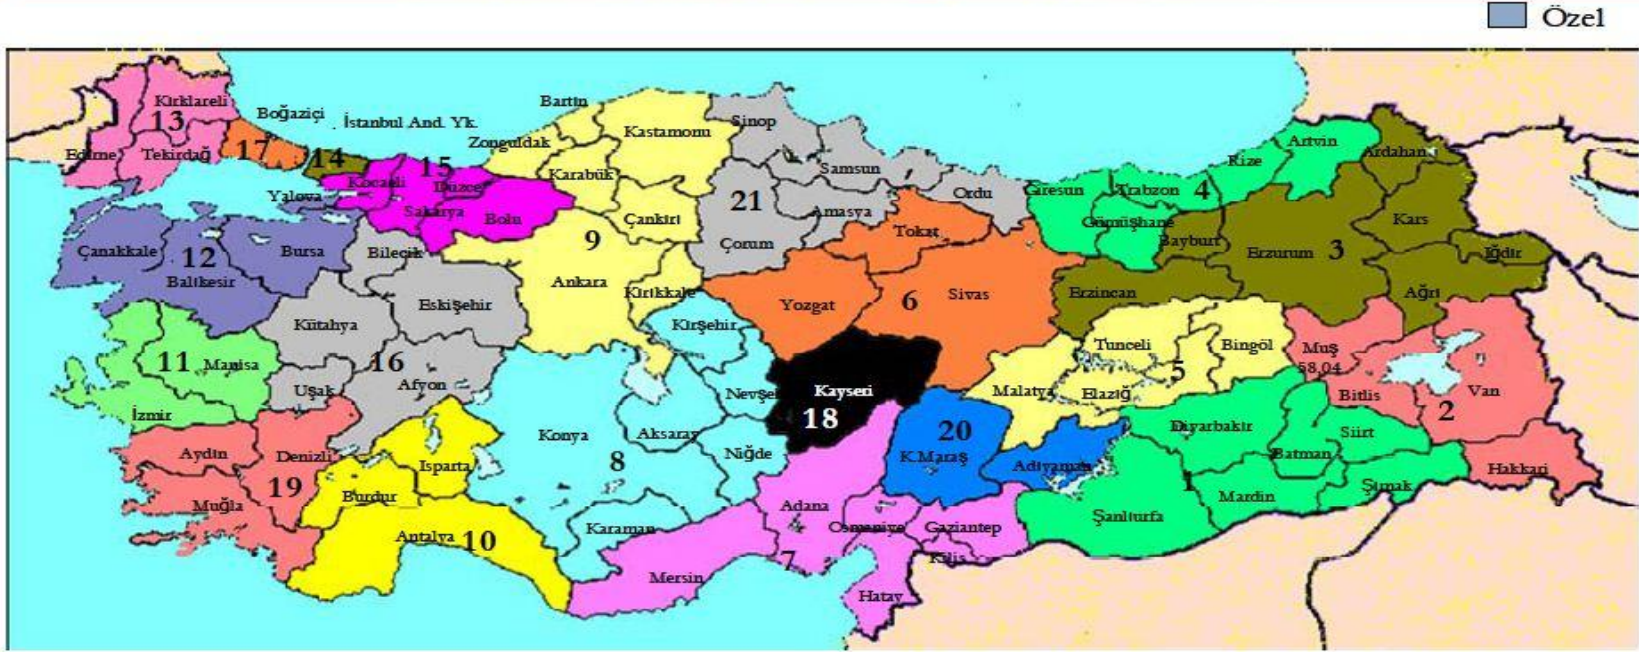 Özel
Kırklareli
13
Edirne
Tekirdağ
Boğaziçi
17
İstanbul And. Yk.
14
15
Kocaeli
Düzce
Yalova
Sakarya
Bolu
Bartın
Zonguldak
Kastamonu
Karabük
Çankırı
9
Ankara
Kırıkkale
Sinop
Samsun
21
Amasya
Ordu
Çorum
Tokat
Yozgat
6
Sivas
Giresun
Trabzon
4
Rize
Artvin
Gümüşhane
Bayburt
Ardahan
Kars
Erzurum
3
Iğdır
Ağrı
Erzincan
Çanakkale
12
Bursa
Balıkesir
Bilecik
Eskişehir
Kütahya
16
Uşak
Afyon
11
Manisa
İzmir
Aydın
Denizli
19
Muğla
Isparta
Burdur
Antalya
10
Kırşehir
Konya
Aksaray
8
Niğde
Karaman
Kayseri
18
Tunceli
Bingöl
5
Malatya
Elazığ
Muş
58,04
Bitlis
Van
2
Hakkari
20
K.Maraş
Adıyaman
Diyarbakır
Siirt
Batman
1
Mardin
Şırnak
Şanlıurfa
Adana
Osmaniye
Gaziantep
Kilis
7
Mersin
Hatay